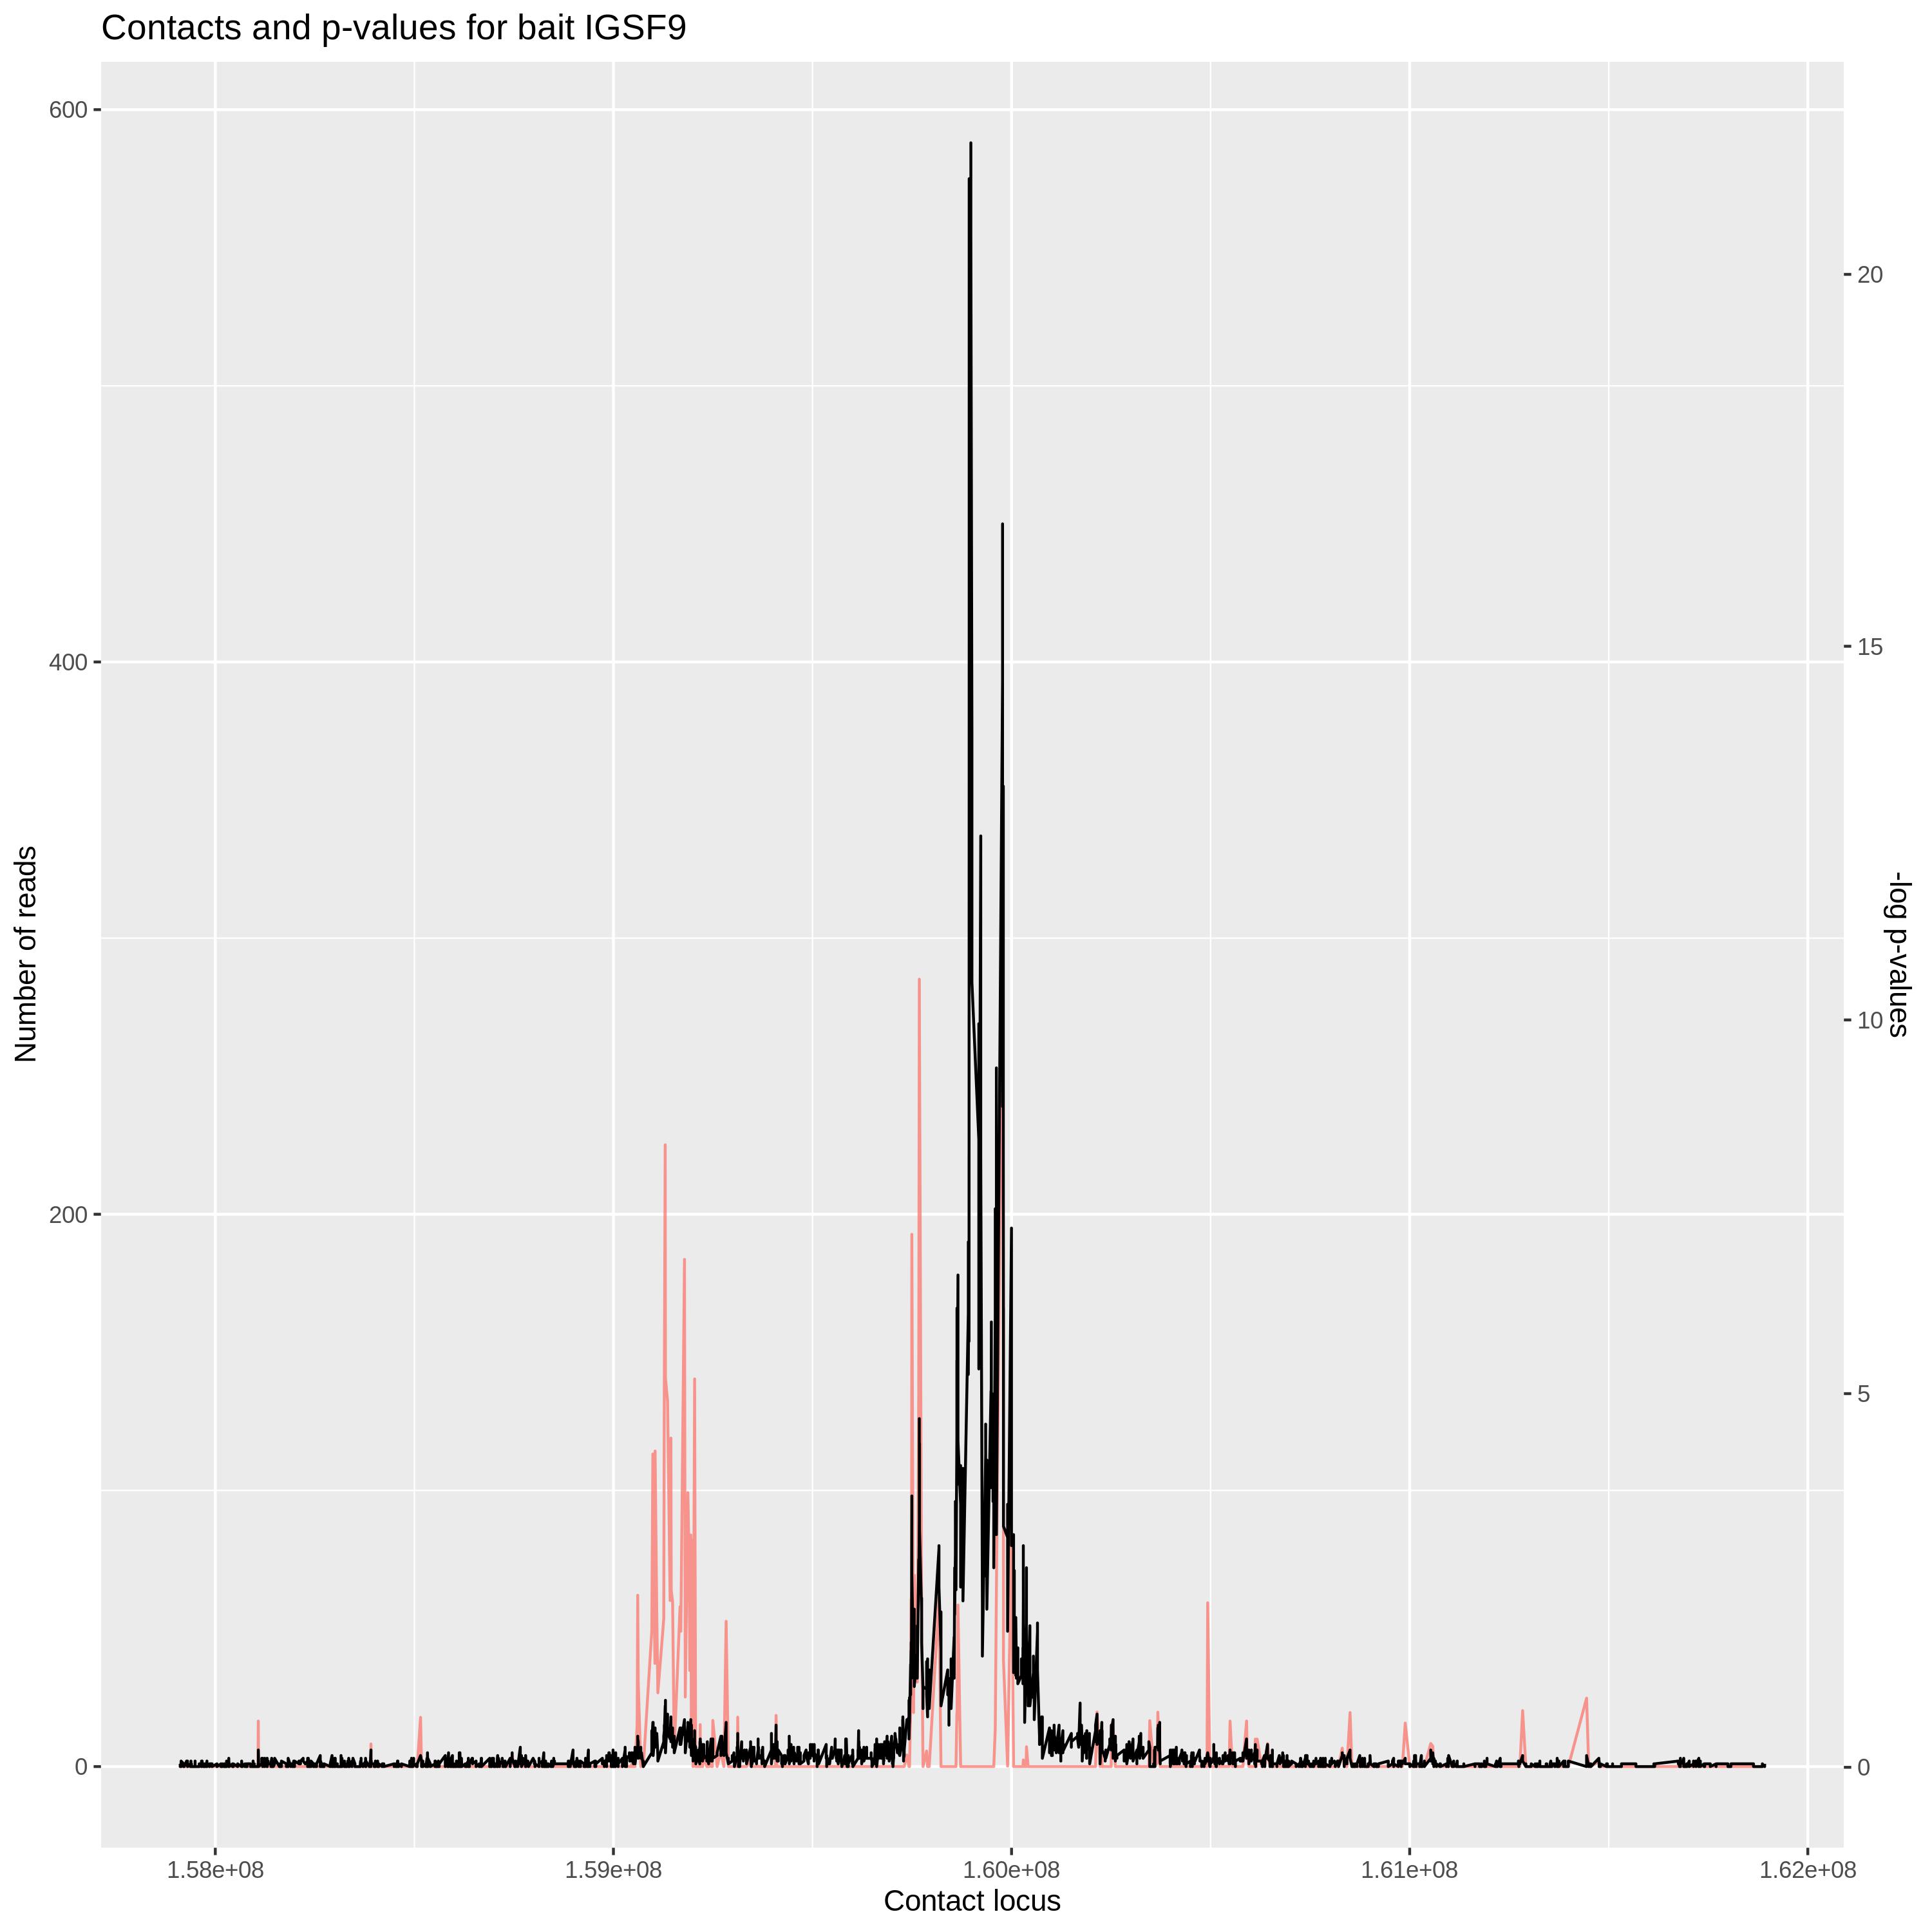 Contacts and p-values for bait IGSF9
600
400
200
0
Number of reads
20
15
10
5
0
-log p-values
1.58e+08
1.59e+08
1.60e+08
1.61e+08
1.62e+08
Contact locus